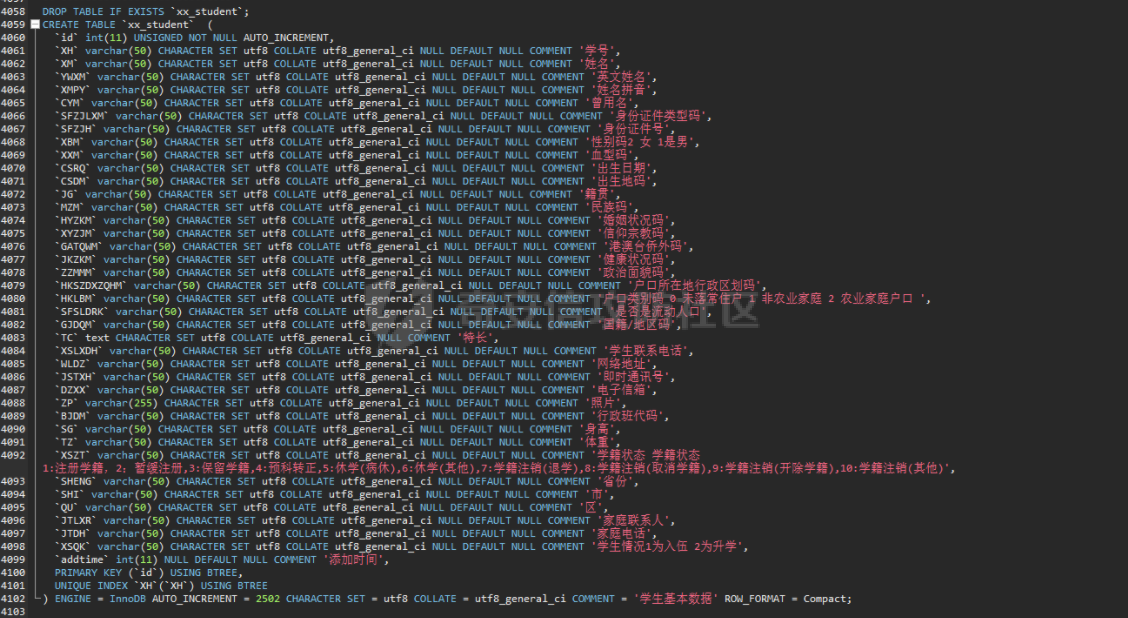 4057
4058 DROP TABLE IF EXISTS `xx_student`;
4059 CREATE TABLE `xx_student`  (
4060 `id` int(11) UNSIGNED NOT NULL AUTO_INCREMENT,
4061 `XH` varchar(50) CHARACTER SET utf8 COLLATE utf8_general_ci NULL DEFAULT NULL COMMENT '学号',
4062 `XM` varchar(50) CHARACTER SET utf8 COLLATE utf8_general_ci NULL DEFAULT NULL COMMENT '姓名',
4063 `YWXM` varchar(50) CHARACTER SET utf8 COLLATE utf8_general_ci NULL DEFAULT NULL COMMENT '英文姓名',
4064 `XMPY` varchar(50) CHARACTER SET utf8 COLLATE utf8_general_ci NULL DEFAULT NULL COMMENT '姓名拼音',
4065 `CYM` varchar(50) CHARACTER SET utf8 COLLATE utf8_general_ci NULL DEFAULT NULL COMMENT '曾用名',
4066 `SFZJLXM` varchar(50) CHARACTER SET utf8 COLLATE utf8_general_ci NULL DEFAULT NULL COMMENT '身份证件类型码',
4067 `SFZJH` varchar(50) CHARACTER SET utf8 COLLATE utf8_general_ci NULL DEFAULT NULL COMMENT '身份证件号',
4068 `XBM` varchar(50) CHARACTER SET utf8 COLLATE utf8_general_ci NULL DEFAULT NULL COMMENT '性别码2 女 1是男',
4069 `XXM` varchar(50) CHARACTER SET utf8 COLLATE utf8_general_ci NULL DEFAULT NULL COMMENT '血型码',
4070 `CSRQ` varchar(50) CHARACTER SET utf8 COLLATE utf8_general_ci NULL DEFAULT NULL COMMENT '出生日期',
4071 `CSDM` varchar(50) CHARACTER SET utf8 COLLATE utf8_general_ci NULL DEFAULT NULL COMMENT '出生地码',
4072 `JG` varchar(50) CHARACTER SET utf8 COLLATE utf8_general_ci NULL DEFAULT NULL COMMENT '籍贯',
4073 `MZM` varchar(50) CHARACTER SET utf8 COLLATE utf8_general_ci NULL DEFAULT NULL COMMENT '民族码',
4074 `HYZKM` varchar(50) CHARACTER SET utf8 COLLATE utf8_general_ci NULL DEFAULT NULL COMMENT '婚姻状况码',
4075 `XYZJM` varchar(50) CHARACTER SET utf8 COLLATE utf8_general_ci NULL DEFAULT NULL COMMENT '信仰宗教码',
4076 `GATQWM` varchar(50) CHARACTER SET utf8 COLLATE utf8_general_ci NULL DEFAULT NULL COMMENT '港澳台侨外码',
4077 `JKZKM` varchar(50) CHARACTER SET utf8 COLLATE utf8_general_ci NULL DEFAULT NULL COMMENT '健康状况码',
4078 `ZZMMM` varchar(50) CHARACTER SET utf8 COLLATE utf8_general_ci NULL DEFAULT NULL COMMENT '政治面貌码',
4079 `HKSZDXZQHM` varchar(50) CHARACTER SET utf8 COLLATE utf8_general_ci NULL DEFAULT NULL COMMENT '户口所在地行政区划码',
4080 `HKLBM` varchar(50) CHARACTER SET utf8 COLLATE utf8_general_ci NULL DEFAULT NULL COMMENT '户口类别码 0 未落常住户 1 非农业家庭 2 农业家庭户口 ',
4081 `SFSLDRK` varchar(50) CHARACTER SET utf8 COLLATE utf8_general_ci NULL DEFAULT NULL COMMENT '是否是流动人口',
4082 `GJDQM` varchar(50) CHARACTER SET utf8 COLLATE utf8_general_ci NULL DEFAULT NULL COMMENT '国籍/地区码',
4083 `TC` text CHARACTER SET utf8 COLLATE utf8_general_ci NULL COMMENT '特长',
4084 `XSLXDH` varchar(50) CHARACTER SET utf8 COLLATE utf8_general_ci NULL DEFAULT NULL COMMENT '学生联系电话',
4085 `WLDZ` varchar(50) CHARACTER SET utf8 COLLATE utf8_general_ci NULL DEFAULT NULL COMMENT '网络地址',
4086 `JSTXH` varchar(50) CHARACTER SET utf8 COLLATE utf8_general_ci NULL DEFAULT NULL COMMENT '即时通讯号',
4087 `DZXX` varchar(50) CHARACTER SET utf8 COLLATE utf8_general_ci NULL DEFAULT NULL COMMENT '电子信箱',
4088 `ZP` varchar(255) CHARACTER SET utf8 COLLATE utf8_general_ci NULL DEFAULT NULL COMMENT '照片',
4089 `BJDM` varchar(50) CHARACTER SET utf8 COLLATE utf8_general_ci NULL DEFAULT NULL COMMENT '行政班代码',
4090 `SG` varchar(50) CHARACTER SET utf8 COLLATE utf8_general_ci NULL DEFAULT NULL COMMENT '身高',
4091 `TZ` varchar(50) CHARACTER SET utf8 COLLATE utf8_general_ci NULL DEFAULT NULL COMMENT '体重',
4092 `XSZT` varchar(50) CHARACTER SET utf8 COLLATE utf8_general_ci NULL DEFAULT NULL COMMENT '学籍状态 学籍状态
1:注册学籍, 2; 暂缓注册,3:保留学籍,4:预科转正,5:休学(病休),6:休学(其他),7:学籍注销(退学),8:学籍注销(取消学籍),9:学籍注销(开除学籍),10:学籍注销(其他)',
4093 `SHENG` varchar(50) CHARACTER SET utf8 COLLATE utf8_general_ci NULL DEFAULT NULL COMMENT '省份',
4094 `SHI` varchar(50) CHARACTER SET utf8 COLLATE utf8_general_ci NULL DEFAULT NULL COMMENT '市',
4095 `QU` varchar(50) CHARACTER SET utf8 COLLATE utf8_general_ci NULL DEFAULT NULL COMMENT '区',
4096 `JTLXR` varchar(50) CHARACTER SET utf8 COLLATE utf8_general_ci NULL DEFAULT NULL COMMENT '家庭联系人',
4097 `JTDH` varchar(50) CHARACTER SET utf8 COLLATE utf8_general_ci NULL DEFAULT NULL COMMENT '家庭电话',
4098 `XSQK` varchar(50) CHARACTER SET utf8 COLLATE utf8_general_ci NULL DEFAULT NULL COMMENT '学生情况1为入伍 2为升学',
4099 `addtime` int(11) NULL DEFAULT NULL COMMENT '添加时间',
4100 PRIMARY KEY (`id`) USING BTREE,
4101 UNIQUE INDEX `XH`(`XH`) USING BTREE
4102 ) ENGINE = InnoDB AUTO_INCREMENT = 2502 CHARACTER SET = utf8 COLLATE = utf8_general_ci COMMENT = '学生基本数据' ROW_FORMAT = Compact;
4103
奇安信攻防社区